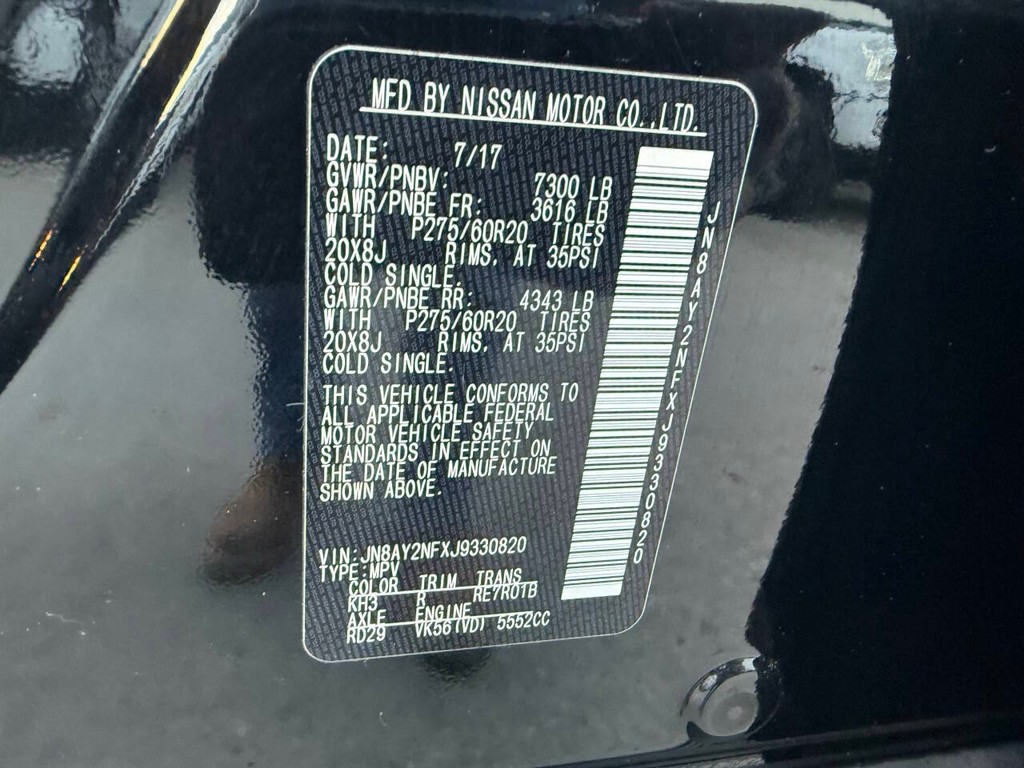 MFD BY NISSAN MOTOR CO.,LTD.
DATE: 7/17
GVWR/PNBV: 7300 LB
GAWR/PNBE FR: 3616 LB
WITH P275/60R20 TIRES
20X8J RIMS, AT 35PSI
COLD SINGLE.
GAWR/PNBE RR: 4343 LB
WITH P275/60R20 TIRES
20X8J RIMS, AT 35PSI
COLD SINGLE.
THIS VEHICLE CONFORMS TO
ALL APPLICABLE FEDERAL
MOTOR VEHICLE SAFETY
STANDARDS IN EFFECT ON
THE DATE OF MANUFACTURE
SHOWN ABOVE.
VIN:JN8AY2NFXJ9330820
TYPE:MPV
COLOR TRIM TRANS
KH3 R RE7R01B
AXLE ENGINE
RD29 VK56(VD) 5552CC
JN8AY2NFXJ9330820